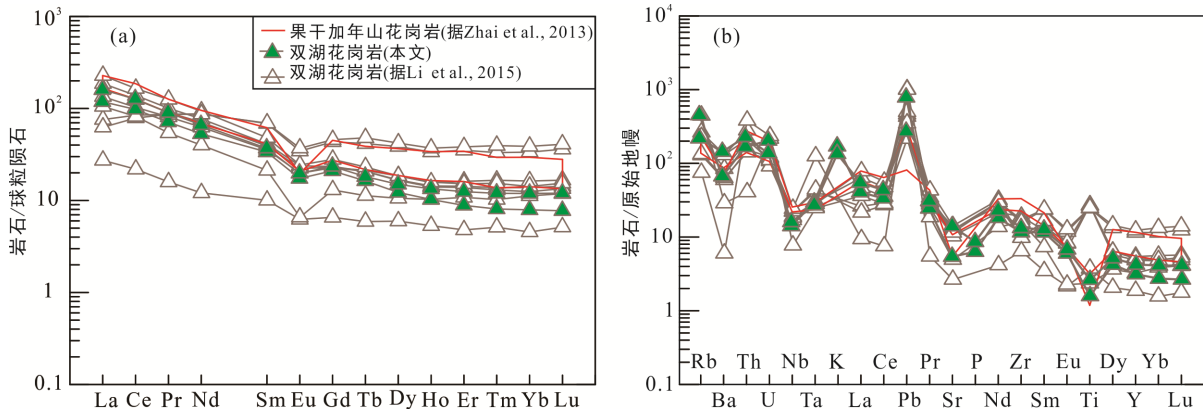 (a)
果干加年山花岗岩(据Zhai et al., 2013)
双湖花岗岩(本文)
双湖花岗岩(据Li et al., 2015)
岩石/球粒陨石
10³
10²
10
1
0.1
La Ce Pr Nd Sm Eu Gd Tb Dy Ho Er Tm Yb Lu
(b)
岩石/原始地幔
10⁴
10³
10²
10
1
0.1
Rb Th Nb K Ce Pr P Zr Eu Dy Yb
Ba U Ta La Pb Sr Nd Sm Ti Y Lu